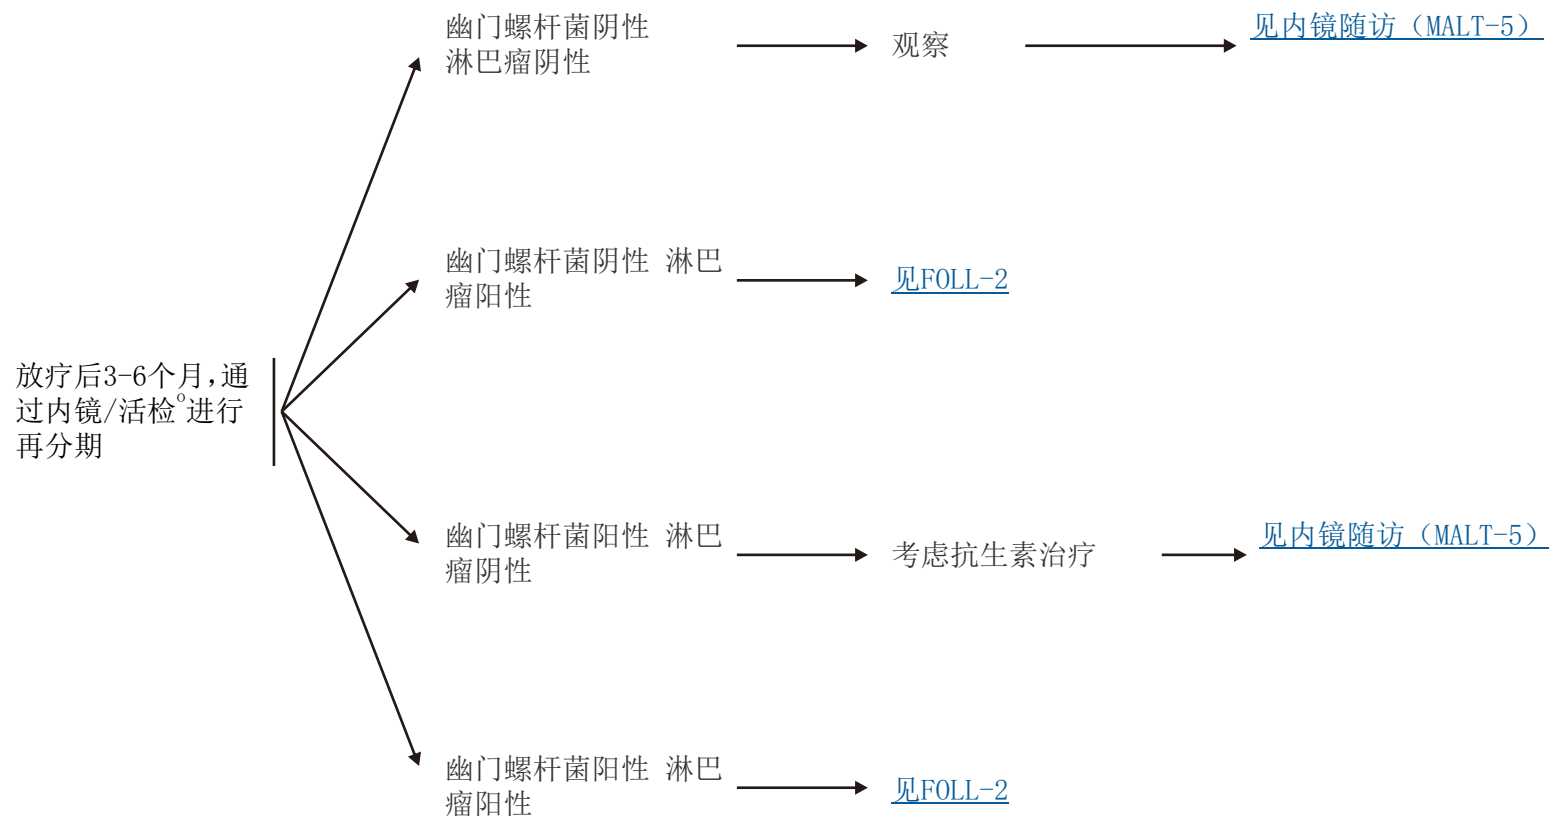 幽门螺杆菌阴性
淋巴瘤阴性
观察
见内镜随访（MALT-5）
幽门螺杆菌阴性 淋巴
瘤阳性
见FOLL-2
放疗后3-6个月,通
过内镜/活检o进行
再分期
幽门螺杆菌阳性 淋巴
瘤阴性
考虑抗生素治疗
见内镜随访（MALT-5）
幽门螺杆菌阳性 淋巴
瘤阳性
见FOLL-2